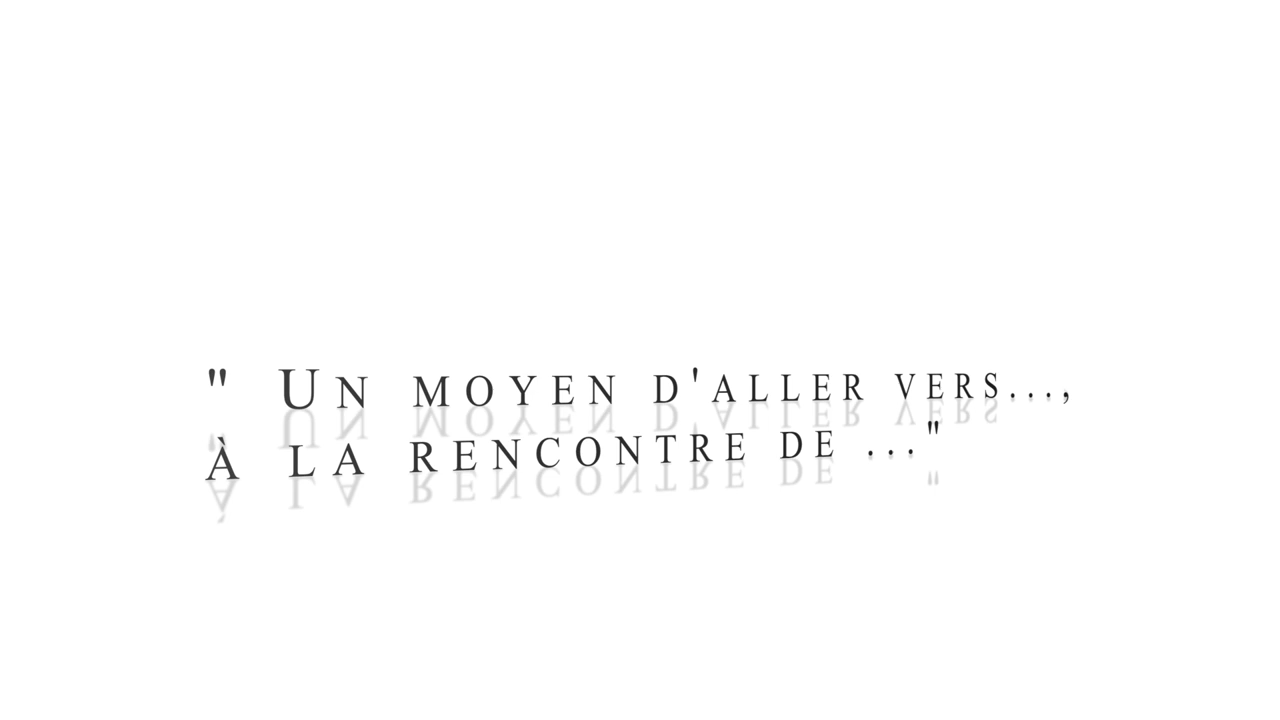 " Un moyen d'aller vers...,
à la rencontre de ..."